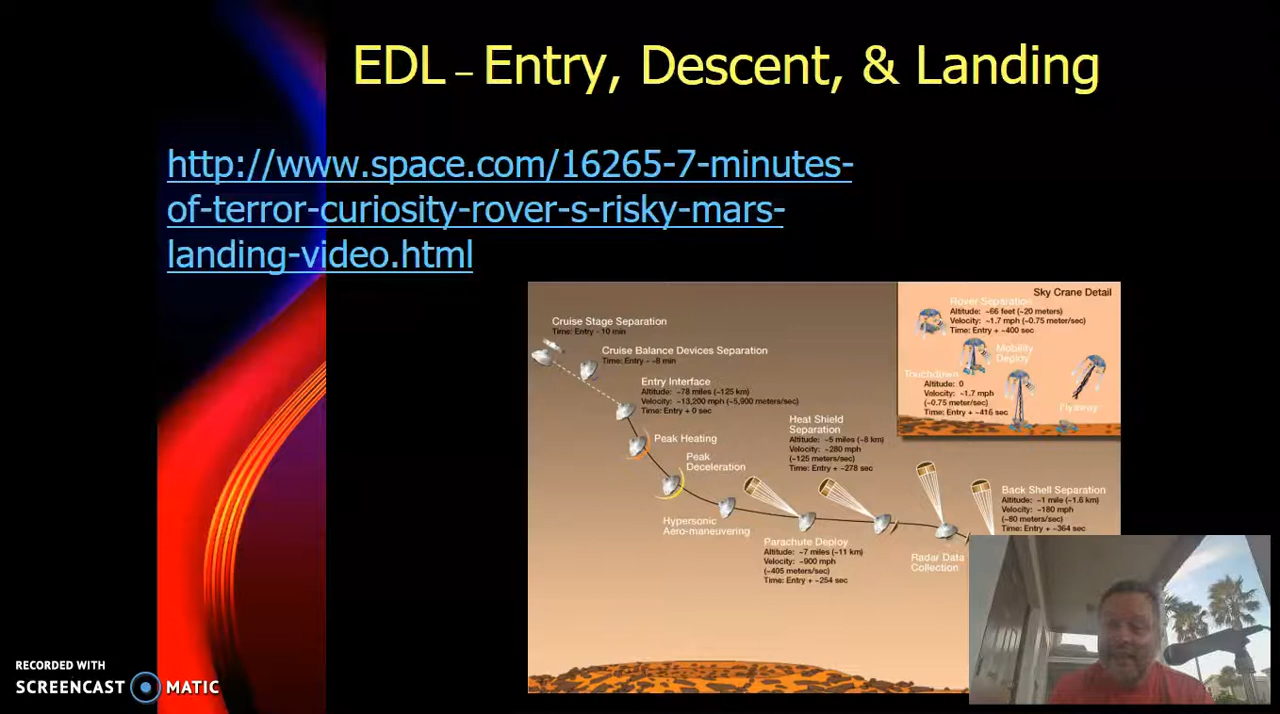 EDL – Entry, Descent, & Landing
http://www.space.com/16265-7-minutes-
of-terror-curiosity-rover-s-risky-mars-
landing-video.html
Sky Crane Detail
Rover Separation
Altitude: ~66 feet (~20 meters)
Velocity: ~1.7 mph (~0.75 meter/sec)
Time: Entry + ~400 sec
Mobility
Deploy
Touchdown
Altitude: 0
Velocity: ~1.7 mph
(~0.75 meter/sec)
Time: Entry + ~416 sec
Flyaway
Cruise Stage Separation
Time: Entry - 10 min
Cruise Balance Devices Separation
Time: Entry - ~8 min
Entry Interface
Altitude: ~78 miles (~125 km)
Velocity: ~13,200 mph (~5,900 meters/sec)
Time: Entry + 0 sec
Peak Heating
Peak
Deceleration
Hypersonic
Aero-maneuvering
Parachute Deploy
Altitude: ~7 miles (~11 km)
Velocity: ~900 mph
(~405 meters/sec)
Time: Entry + ~254 sec
Heat Shield
Separation
Altitude: ~5 miles (~8 km)
Velocity: ~280 mph
(~125 meters/sec)
Time: Entry + ~278 sec
Radar Data
Collection
Back Shell Separation
Altitude: ~1 mile (~1.6 km)
Velocity: ~180 mph
(~80 meters/sec)
Time: Entry + ~364 sec
RECORDED WITH
SCREENCAST MATIC